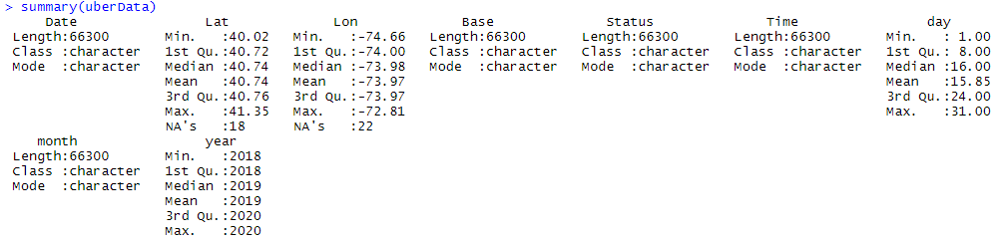 > summary(uberData)
     Date                Lat             Lon             Base              Status              Time                day
 Length:66300       Min.   :40.02   Min.   :-74.66   Length:66300       Length:66300       Length:66300       Min.   : 1.00
 Class :character   1st Qu.:40.72   1st Qu.:-74.00   Class :character   Class :character   Class :character   1st Qu.: 8.00
 Mode  :character   Median :40.74   Median :-73.98   Mode  :character   Mode  :character   Mode  :character   Median :16.00
                    Mean   :40.74   Mean   :-73.97                                                            Mean   :15.85
                    3rd Qu.:40.76   3rd Qu.:-73.97                                                            3rd Qu.:24.00
                    Max.   :41.35   Max.   :-72.81                                                            Max.   :31.00
                    NA's   :18      NA's   :22
    month                year
 Length:66300       Min.   :2018
 Class :character   1st Qu.:2018
 Mode  :character   Median :2019
                    Mean   :2019
                    3rd Qu.:2020
                    Max.   :2020